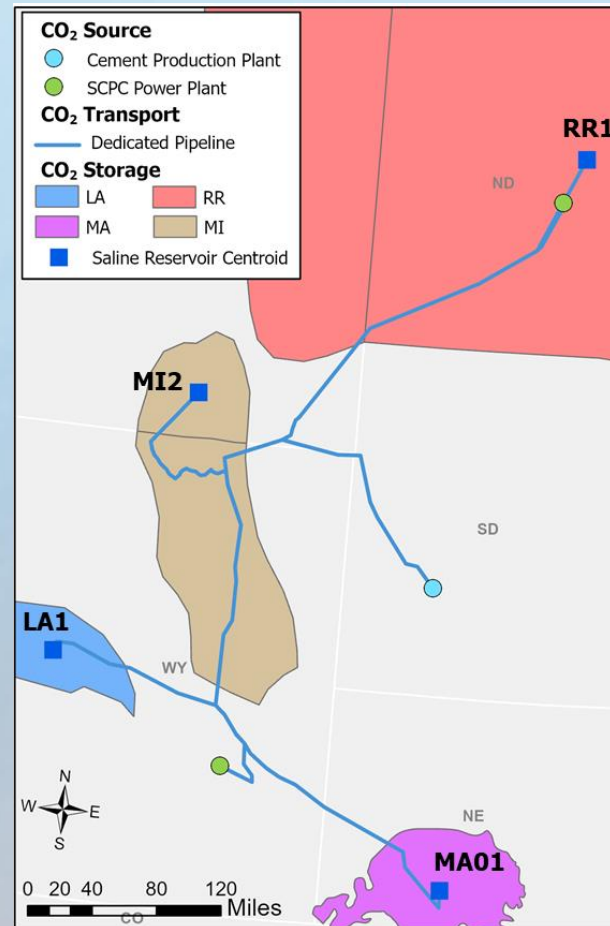 CO₂ Source
Cement Production Plant
SCPC Power Plant
CO₂ Transport
Dedicated Pipeline
CO₂ Storage
LA RR
MA MI
Saline Reservoir Centroid
RR1
ND
MI2
SD
LA1
WY
N
W E
S
NE
MA01
0 20 40 80 120
Miles
CO